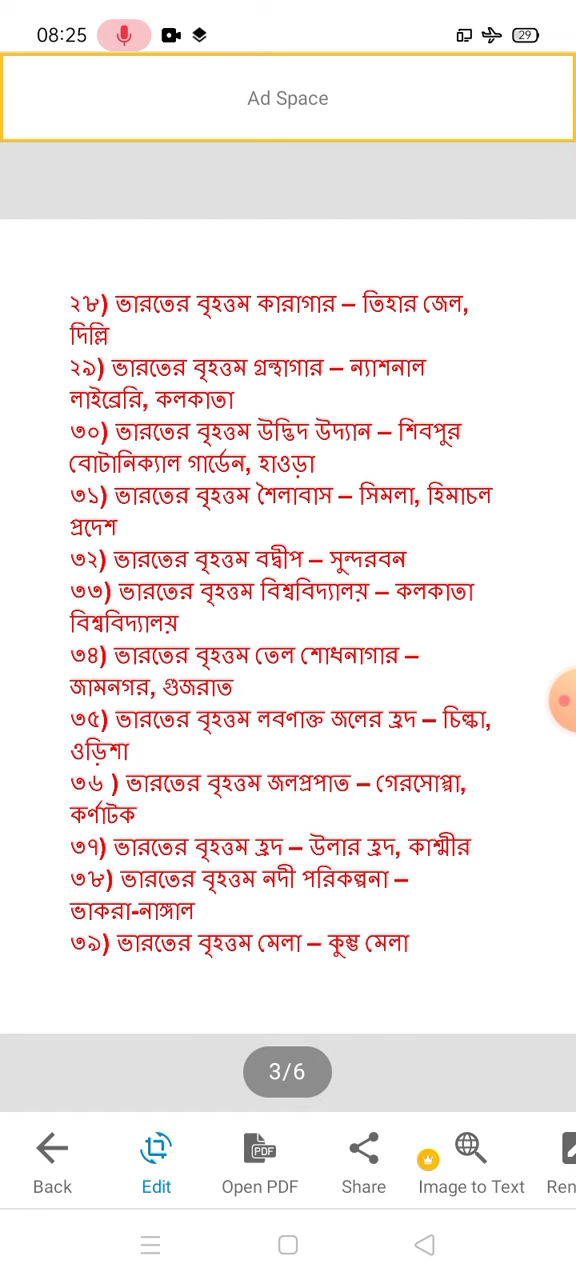 08:25
29
Ad Space
২৮) ভারতের বৃহত্তম কারাগার – তিহার জেল,
দিল্লি
২৯) ভারতের বৃহত্তম গ্রন্থাগার – ন্যাশনাল
লাইব্রেরি, কলকাতা
৩০) ভারতের বৃহত্তম উদ্ভিদ উদ্যান – শিবপুর
বোটানিক্যাল গার্ডেন, হাওড়া
৩১) ভারতের বৃহত্তম শৈলাবাস – সিমলা, হিমাচল
প্রদেশ
৩২) ভারতের বৃহত্তম বদ্বীপ – সুন্দরবন
৩৩) ভারতের বৃহত্তম বিশ্ববিদ্যালয় – কলকাতা
বিশ্ববিদ্যালয়
৩৪) ভারতের বৃহত্তম তেল শোধনাগার –
জামনগর, গুজরাত
৩৫) ভারতের বৃহত্তম লবণাক্ত জলের হ্রদ – চিল্কা,
ওড়িশা
৩৬ ) ভারতের বৃহত্তম জলপ্রপাত – গেরসোপ্পা,
কর্ণাটক
৩৭) ভারতের বৃহত্তম হ্রদ – উলার হ্রদ, কাশ্মীর
৩৮) ভারতের বৃহত্তম নদী পরিকল্পনা –
ভাকরা-নাঙ্গাল
৩৯) ভারতের বৃহত্তম মেলা – কুম্ভ মেলা
3/6
PDF
Back Edit Open PDF Share Image to Text Ren